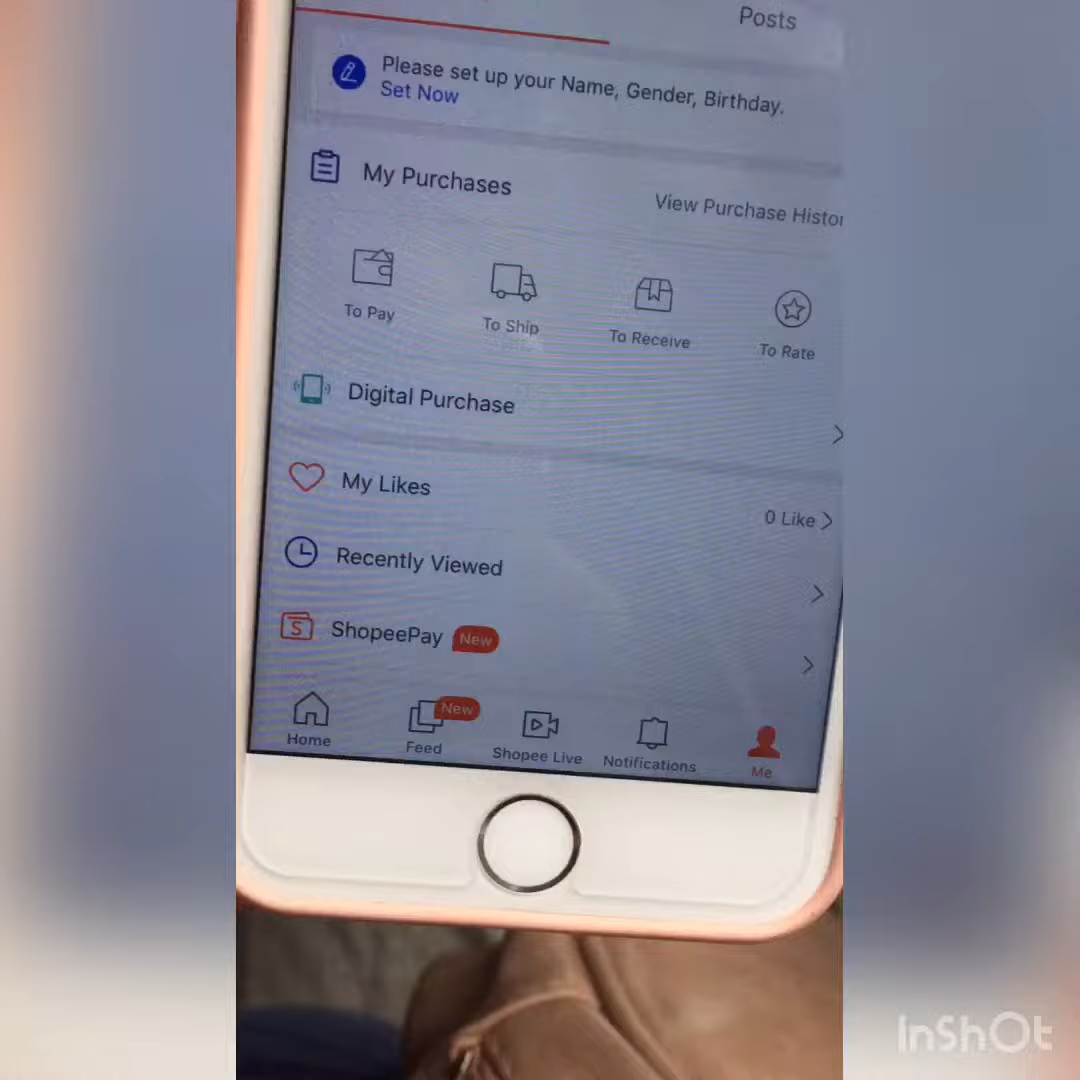 Posts
Please set up your Name, Gender, Birthday.
Set Now
My Purchases
View Purchase Histor
To Pay
To Ship
To Receive
To Rate
Digital Purchase
My Likes
0 Like
Recently Viewed
S
ShopeePay
New
New
Home
Feed
Shopee Live
Notifications
Me
InShOt